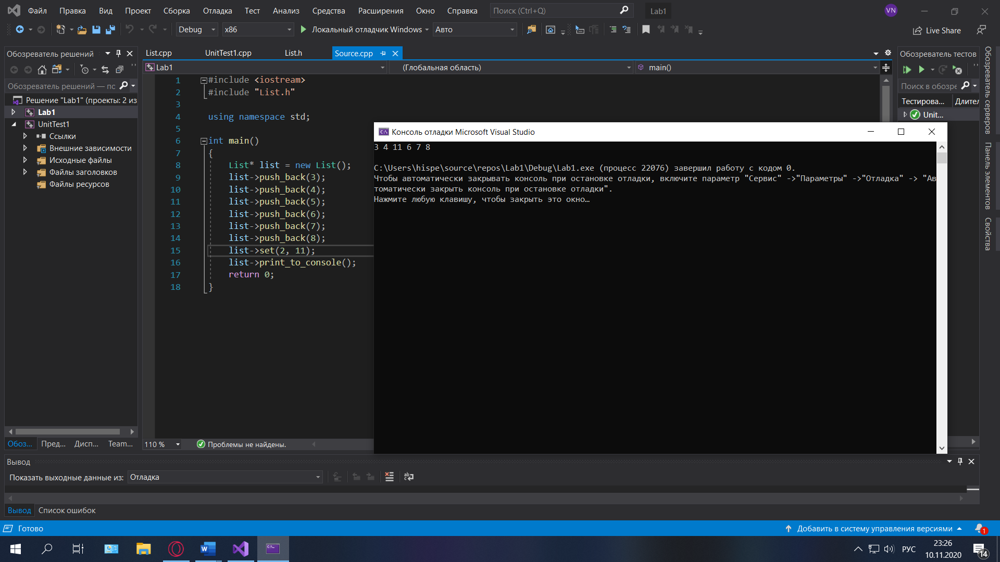 Файл Правка Вид Проект Сборка Отладка Тест Анализ Средства Расширения Окно Справка Поиск (Ctrl+Q) Lab1 VN
Debug x86 Локальный отладчик Windows Авто Live Share
Обозреватель решений
Обозреватель решений — пс
Решение "Lab1" (проекты: 2 из
Lab1
UnitTest1
Ссылки
Внешние зависимости
Исходные файлы
Файлы заголовков
Файлы ресурсов
Обоз... Пред... Дисп... Team...
List.cpp UnitTest1.cpp List.h Source.cpp
Lab1 (Глобальная область) main()
1 #include <iostream>
2 #include "List.h"
3
4 using namespace std;
5
6 int main()
7 {
8 List* list = new List();
9 list->push_back(3);
10 list->push_back(4);
11 list->push_back(5);
12 list->push_back(6);
13 list->push_back(7);
14 list->push_back(8);
15 list->set(2, 11);
16 list->print_to_console();
17 return 0;
18 }
110 % Проблемы не найдены.
Консоль отладки Microsoft Visual Studio
3 4 11 6 7 8
C:\Users\hispe\source\repos\Lab1\Debug\Lab1.exe (процесс 22076) завершил работу с кодом 0.
Чтобы автоматически закрывать консоль при остановке отладки, включите параметр "Сервис" ->"Параметры" ->"Отладка" -> "Ав
томатически закрыть консоль при остановке отладки".
Нажмите любую клавишу, чтобы закрыть это окно…
Обозреватель тестов
Поиск в обозре
Тестирова... Длител
Unit...
Обозреватель серверов
Панель элементов
Свойства
Вывод
Показать выходные данные из: Отладка
Вывод Список ошибок
Готово Добавить в систему управления версиями 1
РУС 23:26
10.11.2020 14